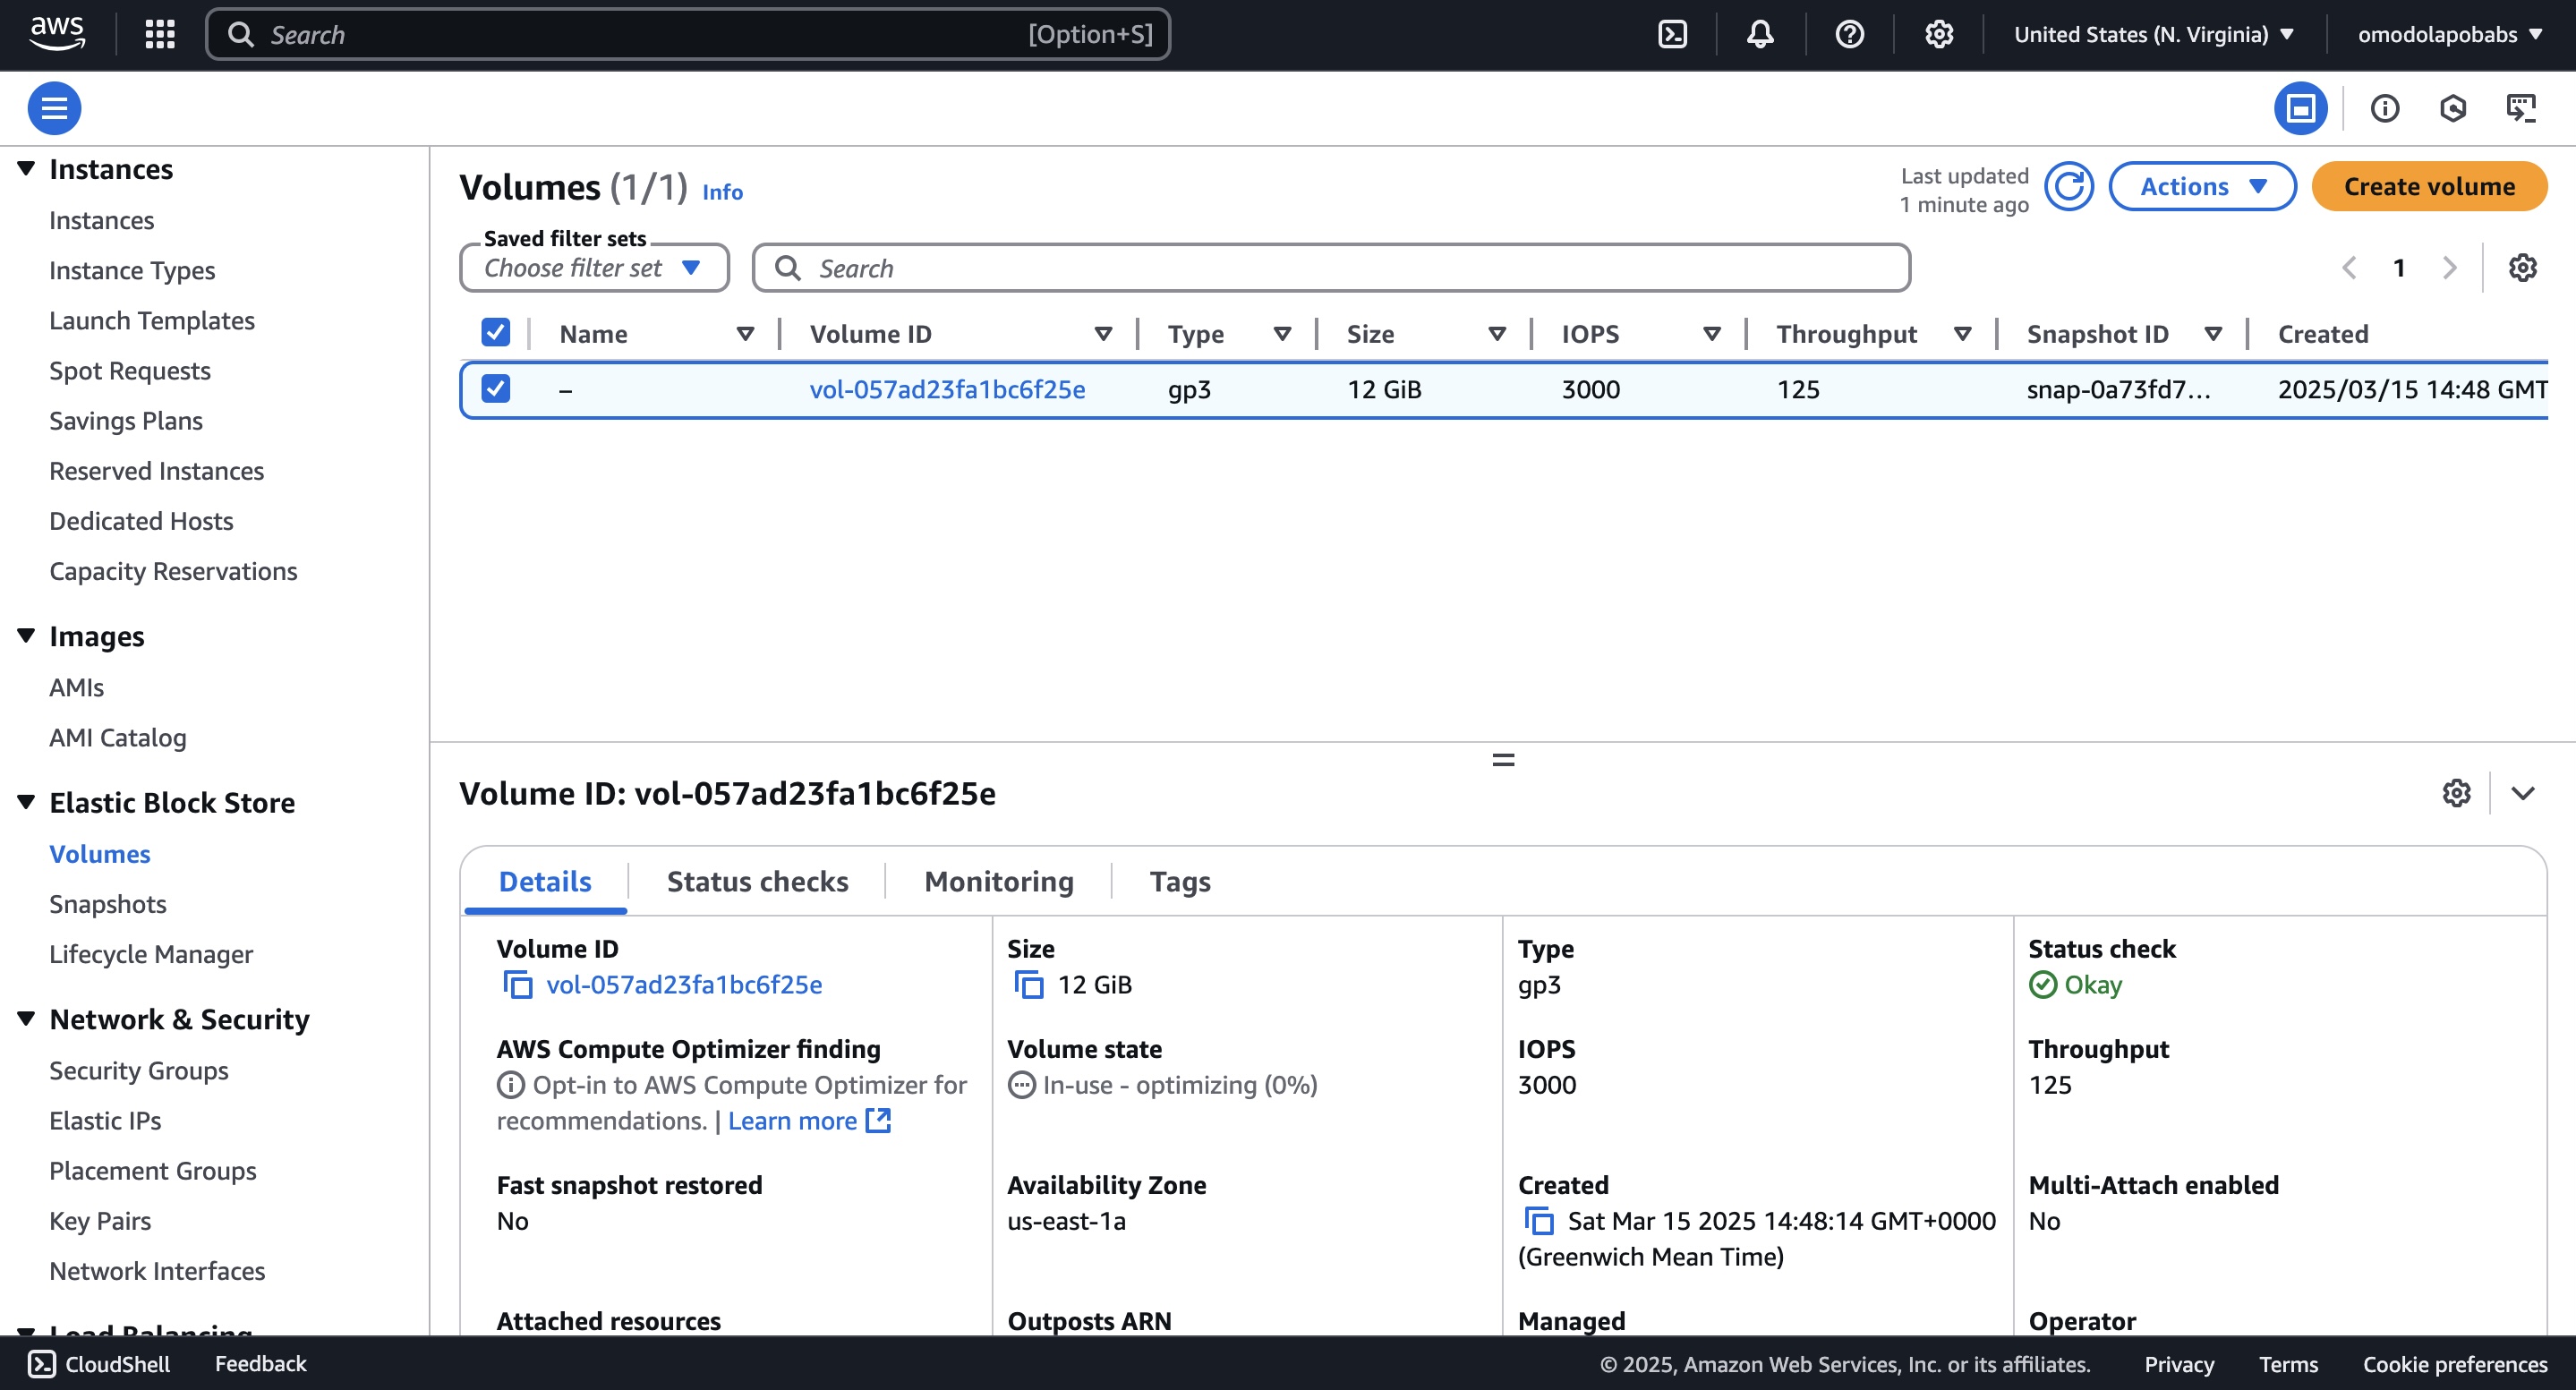 aws
Search [Option+S]
United States (N. Virginia)
omodolapobabs
Instances
Instances
Instance Types
Launch Templates
Spot Requests
Savings Plans
Reserved Instances
Dedicated Hosts
Capacity Reservations
Images
AMIs
AMI Catalog
Elastic Block Store
Volumes
Snapshots
Lifecycle Manager
Network & Security
Security Groups
Elastic IPs
Placement Groups
Key Pairs
Network Interfaces
Load Balancing
Volumes (1/1) Info
Last updated
1 minute ago
Actions
Create volume
Saved filter sets
Choose filter set
Search
1
Name Volume ID Type Size IOPS Throughput Snapshot ID Created
– vol-057ad23fa1bc6f25e gp3 12 GiB 3000 125 snap-0a73fd7... 2025/03/15 14:48 GMT
Volume ID: vol-057ad23fa1bc6f25e
Details Status checks Monitoring Tags
Volume ID
vol-057ad23fa1bc6f25e
Size
12 GiB
Type
gp3
Status check
Okay
AWS Compute Optimizer finding
Opt-in to AWS Compute Optimizer for
recommendations. | Learn more
Volume state
In-use - optimizing (0%)
IOPS
3000
Throughput
125
Fast snapshot restored
No
Availability Zone
us-east-1a
Created
Sat Mar 15 2025 14:48:14 GMT+0000
(Greenwich Mean Time)
Multi-Attach enabled
No
Attached resources
Outposts ARN
Managed
Operator
CloudShell Feedback
© 2025, Amazon Web Services, Inc. or its affiliates. Privacy Terms Cookie preferences